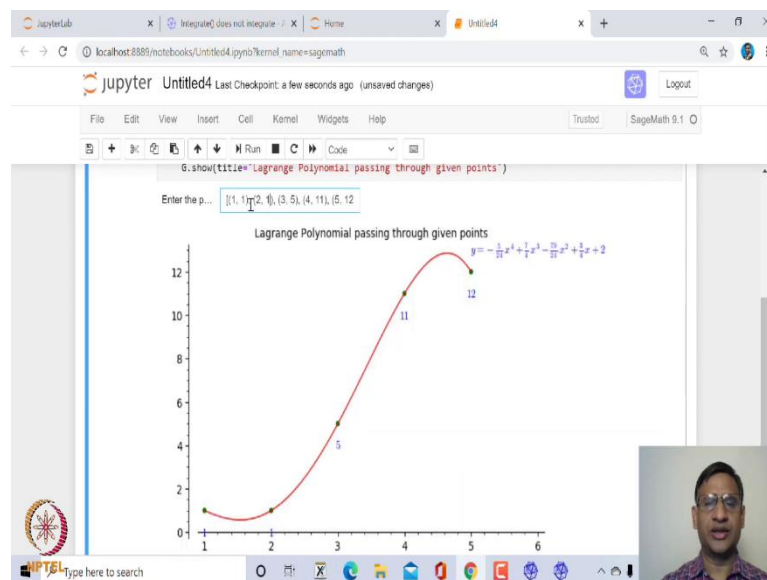 JupyterLab
Integrate() does not integrate - A
Home
Untitled4
localhost:8889/notebooks/Untitled4.ipynb?kernel_name=sagemath
jupyter Untitled4 Last Checkpoint: a few seconds ago (unsaved changes)
Logout
File Edit View Insert Cell Kernel Widgets Help
Trusted
SageMath 9.1
Run
Code
G.show(title='Lagrange Polynomial passing through given points')
Enter the p... [(1, 1), (2, 1), (3, 5), (4, 11), (5, 12
Lagrange Polynomial passing through given points
12
10
8
6
4
2
0
1 2 3 4 5 6
1
1
5
11
12
NPTEL
Type here to search